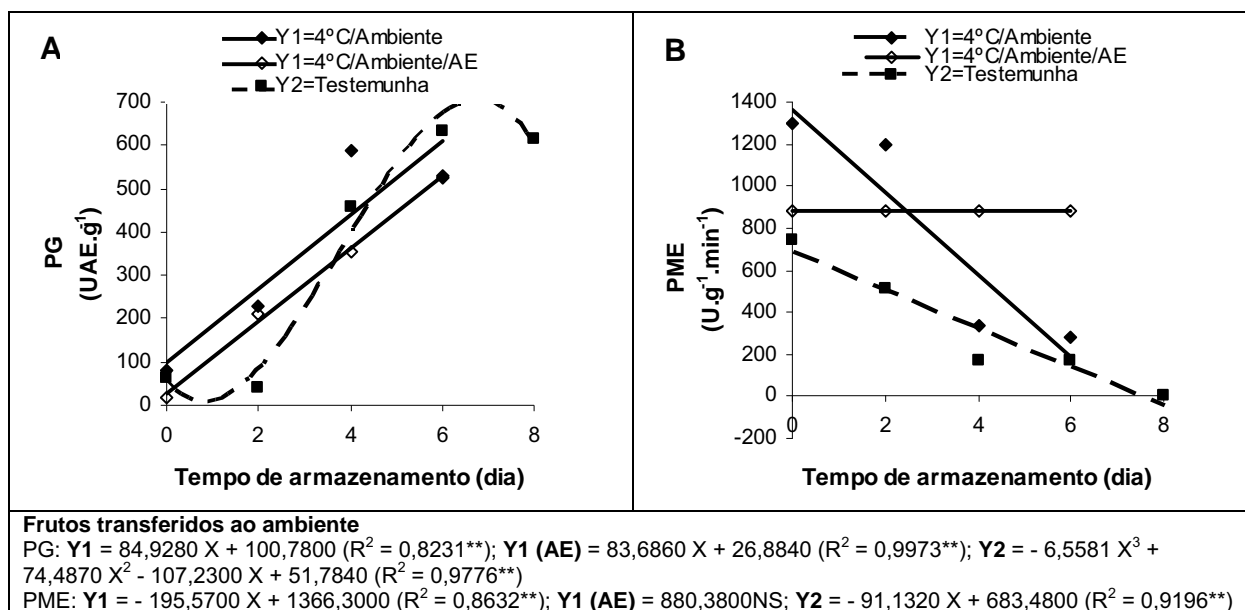 A
Y1=4ºC/Ambiente
Y1=4ºC/Ambiente/AE
Y2=Testemunha
700
600
500
400
300
200
100
0
0 2 4 6 8
PG
(UAE.g⁻¹)
Tempo de armazenamento (dia)
B
Y1=4ºC/Ambiente
Y1=4ºC/Ambiente/AE
Y2=Testemunha
1400
1200
1000
800
600
400
200
0
-200
0 2 4 6 8
PME
(U.g⁻¹.min⁻¹)
Tempo de armazenamento (dia)
Frutos transferidos ao ambiente
PG: Y1 = 84,9280 X + 100,7800 (R² = 0,8231**); Y1 (AE) = 83,6860 X + 26,8840 (R² = 0,9973**); Y2 = - 6,5581 X³ +
74,4870 X² - 107,2300 X + 51,7840 (R² = 0,9776**)
PME: Y1 = - 195,5700 X + 1366,3000 (R² = 0,8632**); Y1 (AE) = 880,3800NS; Y2 = - 91,1320 X + 683,4800 (R² = 0,9196**)